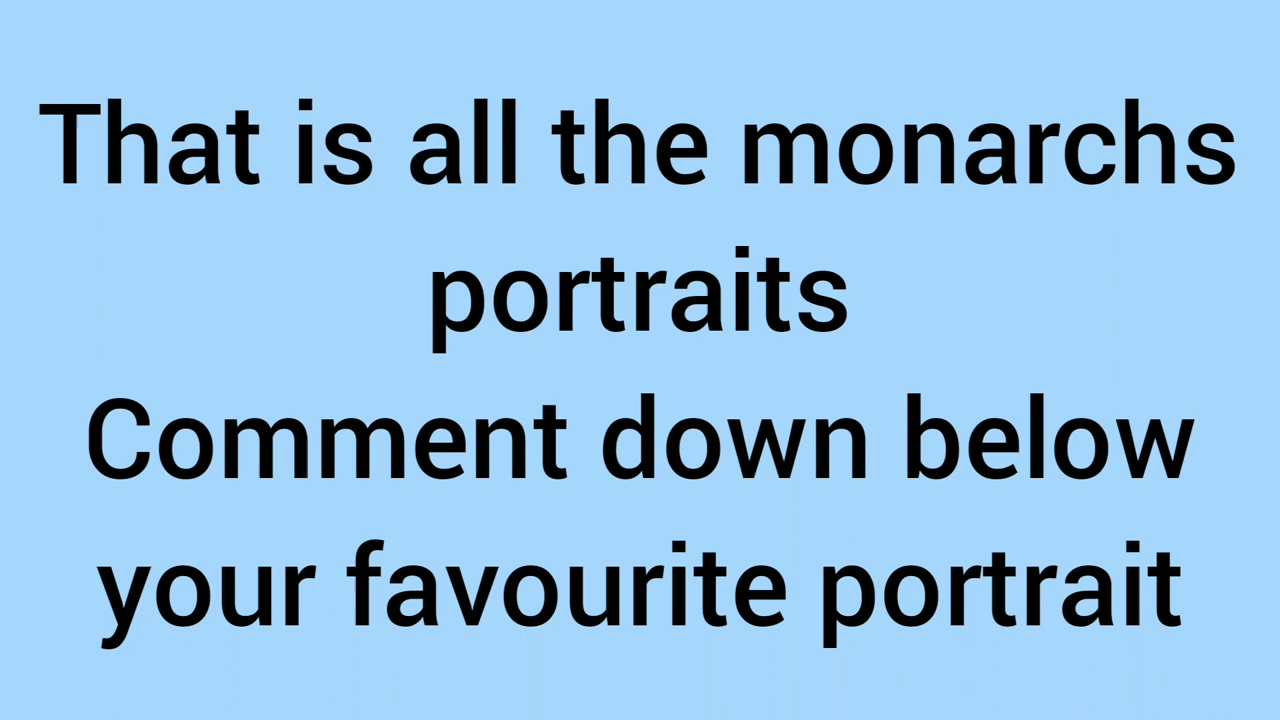 That is all the monarchs
portraits
Comment down below
your favourite portrait